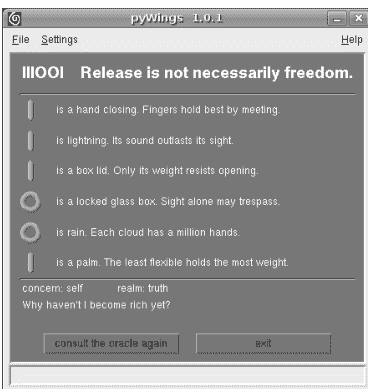 pyWings 1.0.1
File Settings Help
IIIOOI Release is not necessarily freedom.
is a hand closing. Fingers hold best by meeting.
is lightning. Its sound outlasts its sight.
is a box lid. Only its weight resists opening.
is a locked glass box. Sight alone may trespass.
is rain. Each cloud has a million hands.
is a palm. The least flexible holds the most weight.
concern: self realm: truth
Why haven't I become rich yet?
consult the oracle again exit